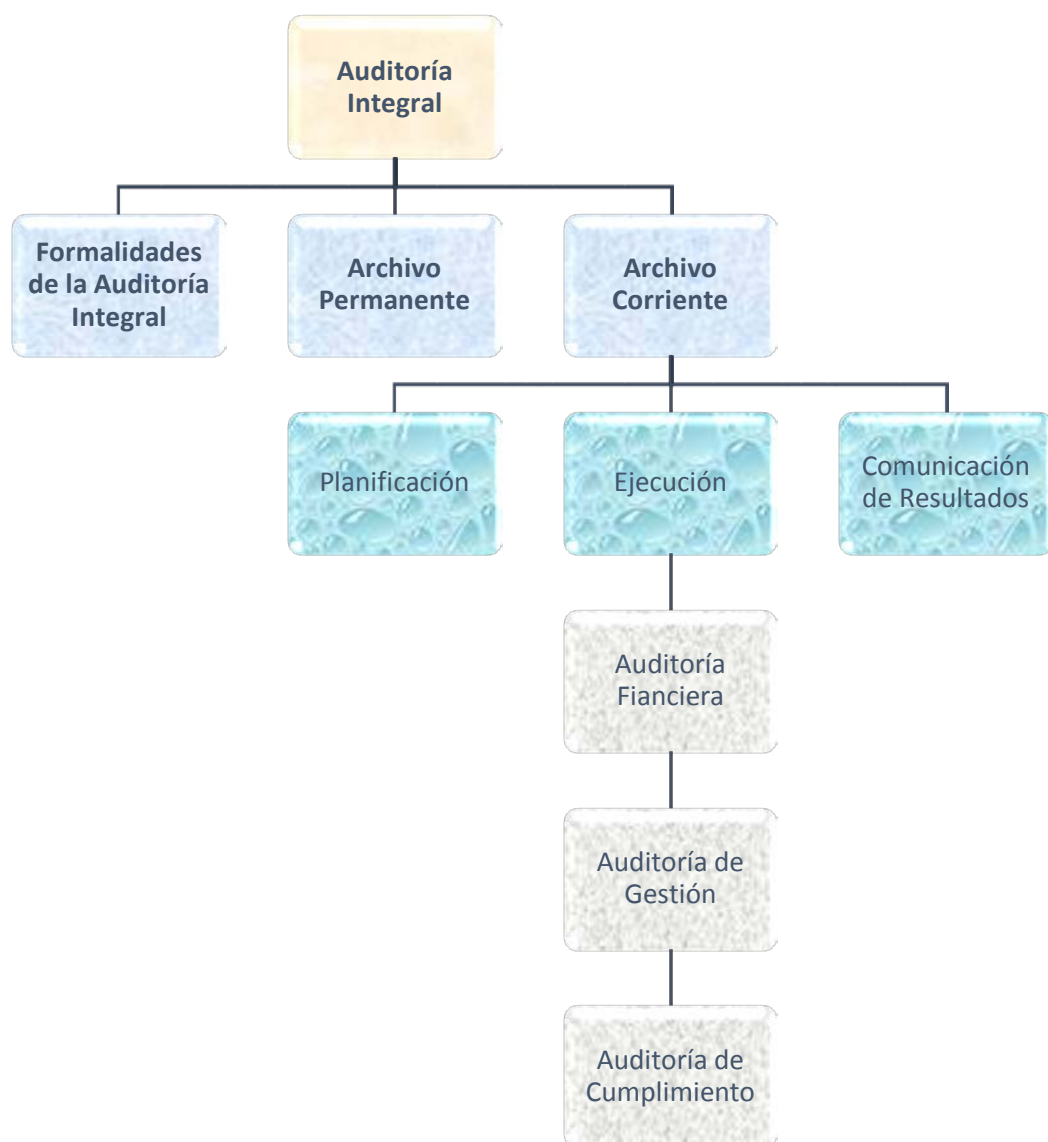 Auditoría
Integral
Formalidades
de la Auditoría
Integral
Archivo
Permanente
Archivo
Corriente
Planificación
Ejecución
Comunicación
de Resultados
Auditoría
Fianciera
Auditoría de
Gestión
Auditoría de
Cumplimiento